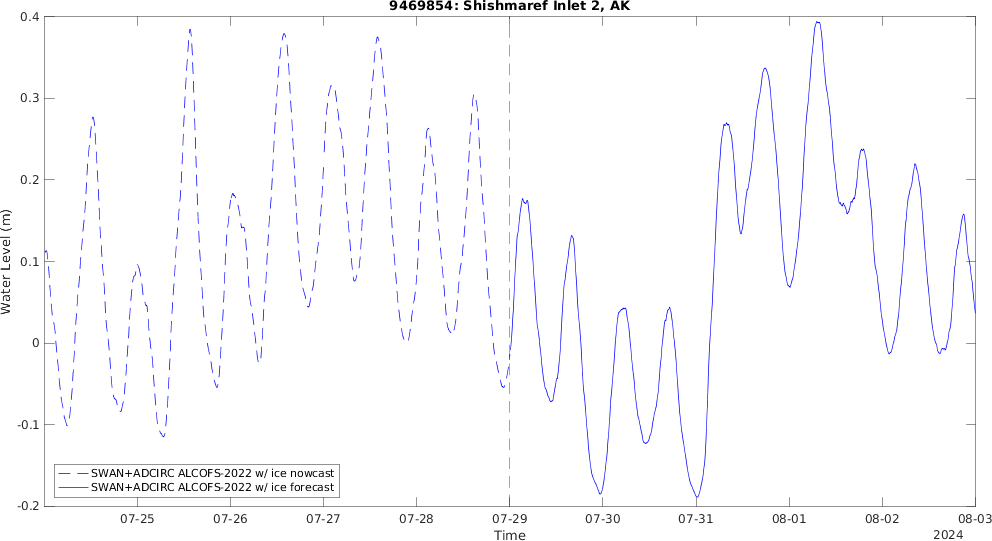 9469854: Shishmaref Inlet 2, AK
0.4
0.3
0.2
0.1
0
-0.1
-0.2
Water Level (m)
SWAN+ADCIRC ALCOFS-2022 w/ ice nowcast
SWAN+ADCIRC ALCOFS-2022 w/ ice forecast
07-25 07-26 07-27 07-28 07-29 07-30 07-31 08-01 08-02 08-03
Time
2024